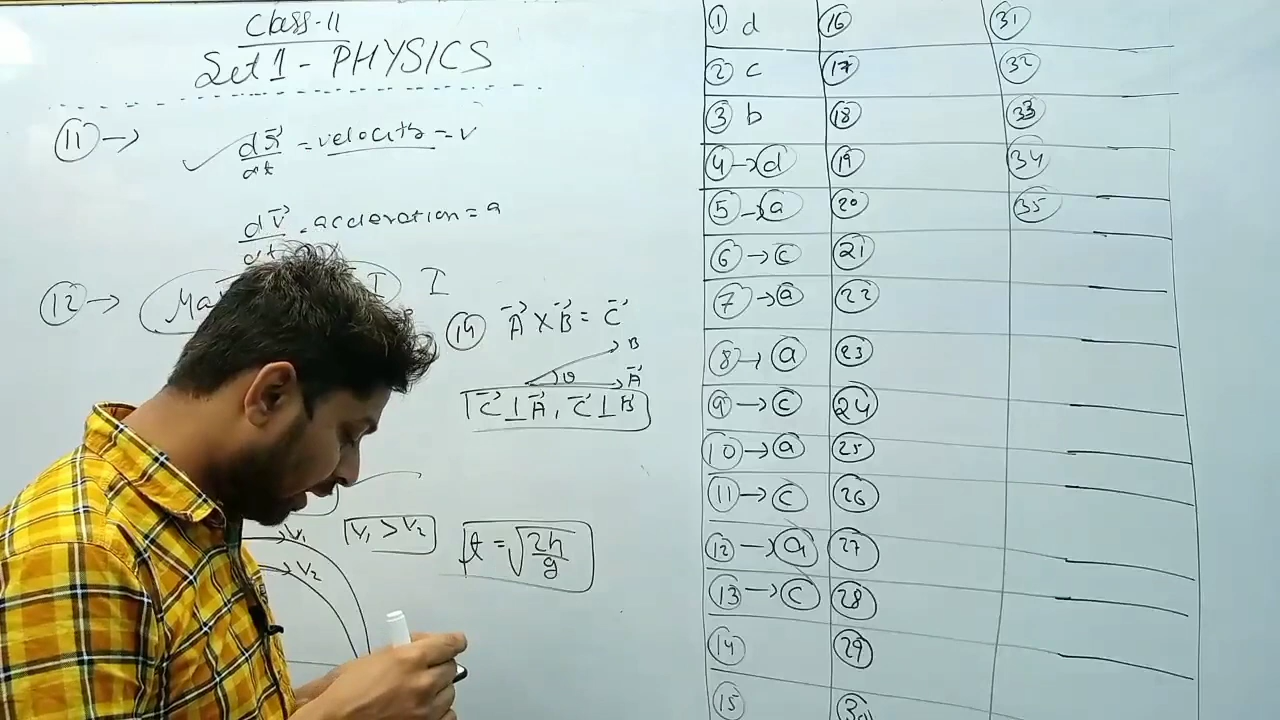 Class-11
Set 1 - PHYSICS
11 → dr⃗/dt = velocity = v
dv⃗/dt = acceleration = a
12 → I I
14 A⃗ × B⃗ = C⃗
B
θ A⃗
C⃗ ⊥ A⃗, C⃗ ⊥ B⃗
V₁
V₂
V₁ > V₂
t = √2h/g
1 d 16 31
2 c 17 32
3 b 18 33
4 → d 19 34
5 → a 20 35
6 → c 21
7 → a 22
8 → a 23
9 → c 24
10 → a 25
11 → c 26
12 → a 27
13 → c 28
14 29
15 30